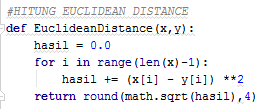 #HITUNG EUCLIDEAN DISTANCE
def EuclideanDistance(x,y):
    hasil = 0.0
    for i in range(len(x)-1):
        hasil += (x[i] - y[i]) **2
    return round(math.sqrt(hasil),4)